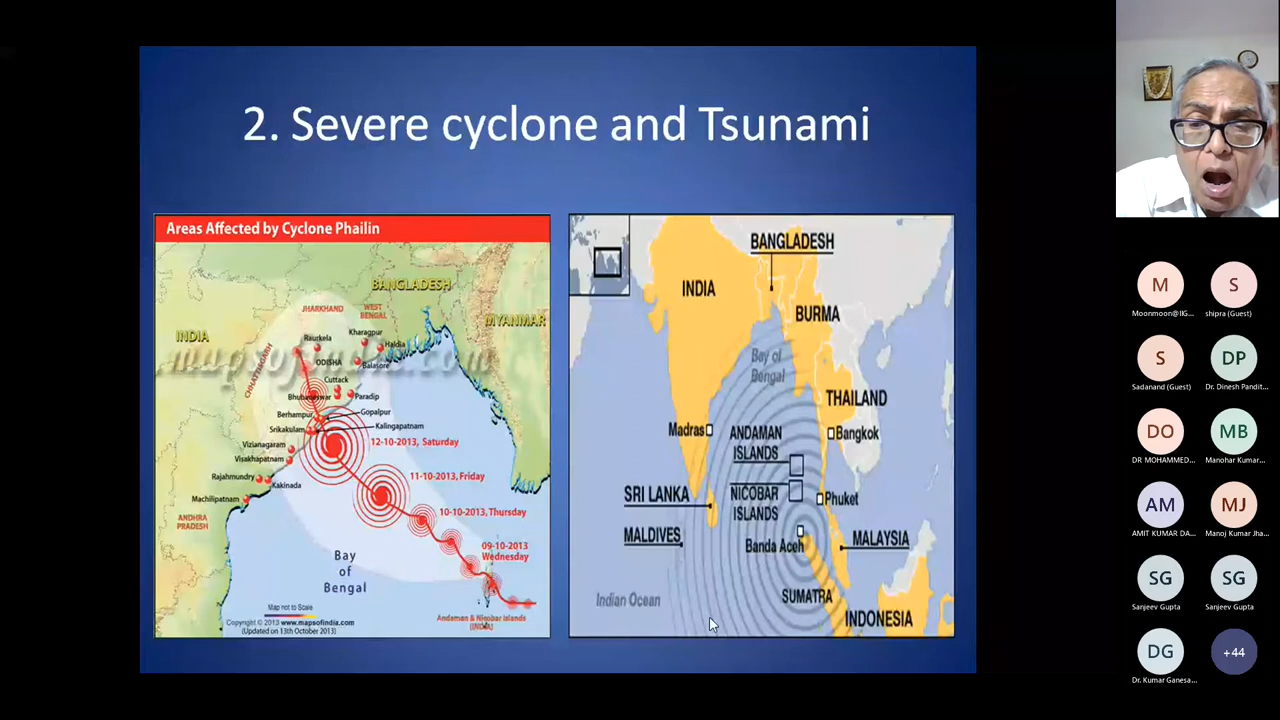 2. Severe cyclone and Tsunami
Areas Affected by Cyclone Phailin
BANGLADESH
JHARKHAND
WEST
BENGAL
MYANMAR
INDIA
Kharagpur
Raurkela
Haldia
mapsofindia.com
ODISHA
Balasore
CHHATTISGARH
Cuttack
Bhubaneswar
Paradip
Berhampur
Gopalpur
Srikakulam
Kalingapatnam
Vizianagaram
12-10-2013, Saturday
Visakhapatnam
11-10-2013, Friday
Rajahmundry
Kakinada
Machilipatnam
10-10-2013, Thursday
ANDHRA
PRADESH
09-10-2013
Wednesday
Bay
of
Bengal
Map not to Scale
Copyright © 2013 www.mapsofindia.com
(Updated on 13th October 2013)
Andaman & Nicobar Islands
(INDIA)
BANGLADESH
INDIA
BURMA
Bay of
Bengal
THAILAND
Madras
ANDAMAN
ISLANDS
Bangkok
SRI LANKA
NICOBAR
ISLANDS
Phuket
MALDIVES
Banda Aceh
MALAYSIA
SUMATRA
Indian Ocean
INDONESIA
M
S
Moonmoon@IIG...
shipra (Guest)
S
DP
Sadanand (Guest)
Dr. Dinesh Pandit...
DO
MB
DR MOHAMMED...
Manohar Kumar...
AM
MJ
AMIT KUMAR DA...
Manoj Kumar Jha...
SG
SG
Sanjeev Gupta
Sanjeev Gupta
DG
+44
Dr. Kumar Ganesa...